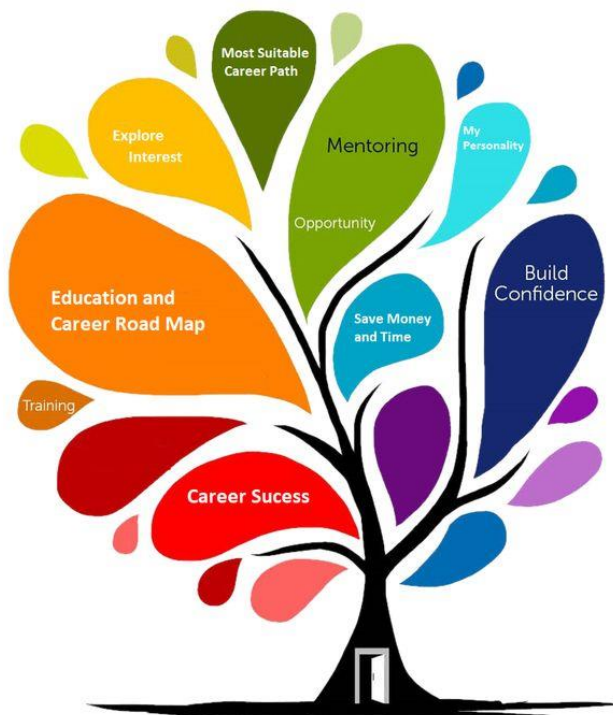 Most Suitable
Career Path
Explore
Interest
Mentoring
My
Personality
Opportunity
Education and
Career Road Map
Build
Confidence
Save Money
and Time
Training
Career Sucess